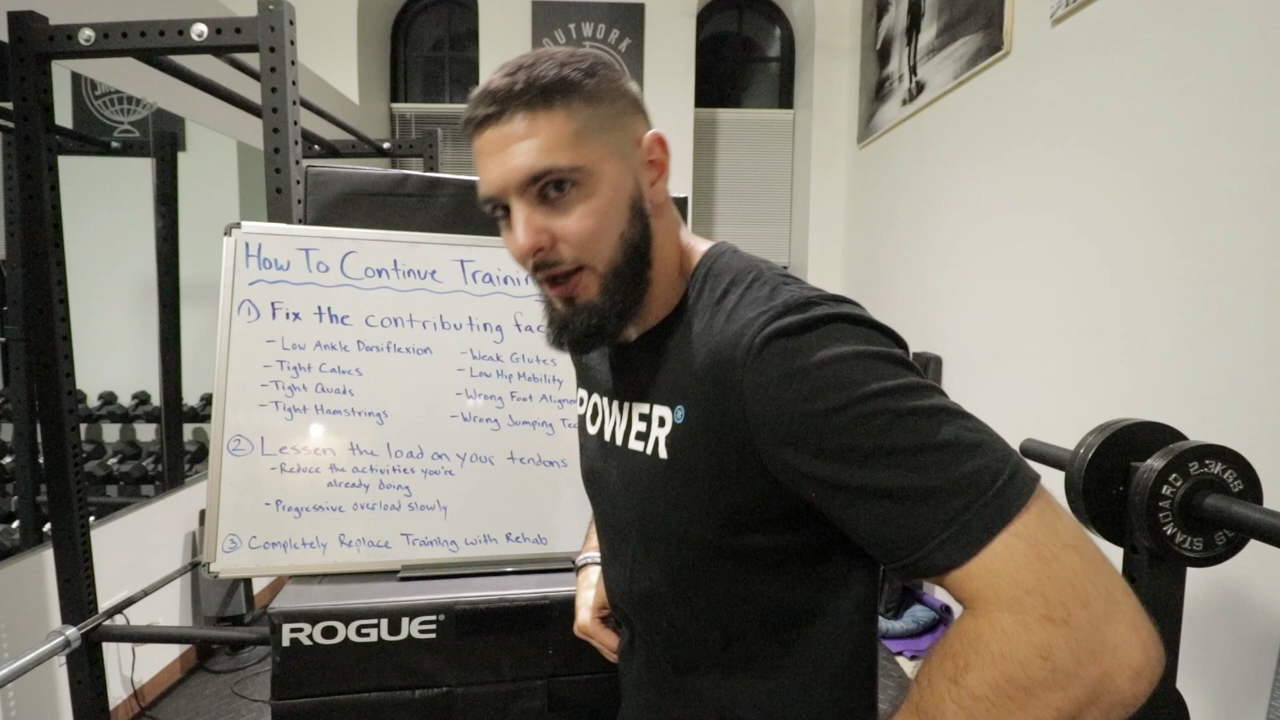 OUTWORK
How To Continue Trainin
① Fix the contributing fac
- Low Ankle Dorsiflexion
- Tight Calves
- Tight Quads
- Tight Hamstrings
- Weak Glutes
- Low Hip Mobility
- Wrong Foot Alignm
- Wrong Jumping Tec
② Lessen the load on your tendons
- Reduce the activities you're
already doing
- Progressive overload slowly
③ Completely Replace Training with Rehab
POWER®
ROGUE®
STANDARD 2.3KG